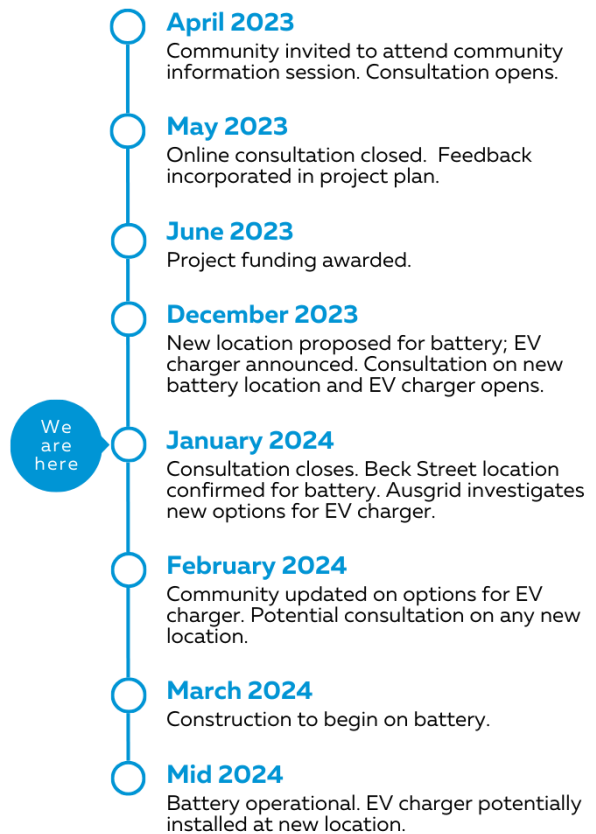 April 2023
Community invited to attend community
information session. Consultation opens.
May 2023
Online consultation closed.  Feedback
incorporated in project plan.
June 2023
Project funding awarded.
December 2023
New location proposed for battery; EV
charger announced. Consultation on new
battery location and EV charger opens.
We
are
here
January 2024
Consultation closes. Beck Street location
confirmed for battery. Ausgrid investigates
new options for EV charger.
February 2024
Community updated on options for EV
charger. Potential consultation on any new
location.
March 2024
Construction to begin on battery.
Mid 2024
Battery operational. EV charger potentially
installed at new location.